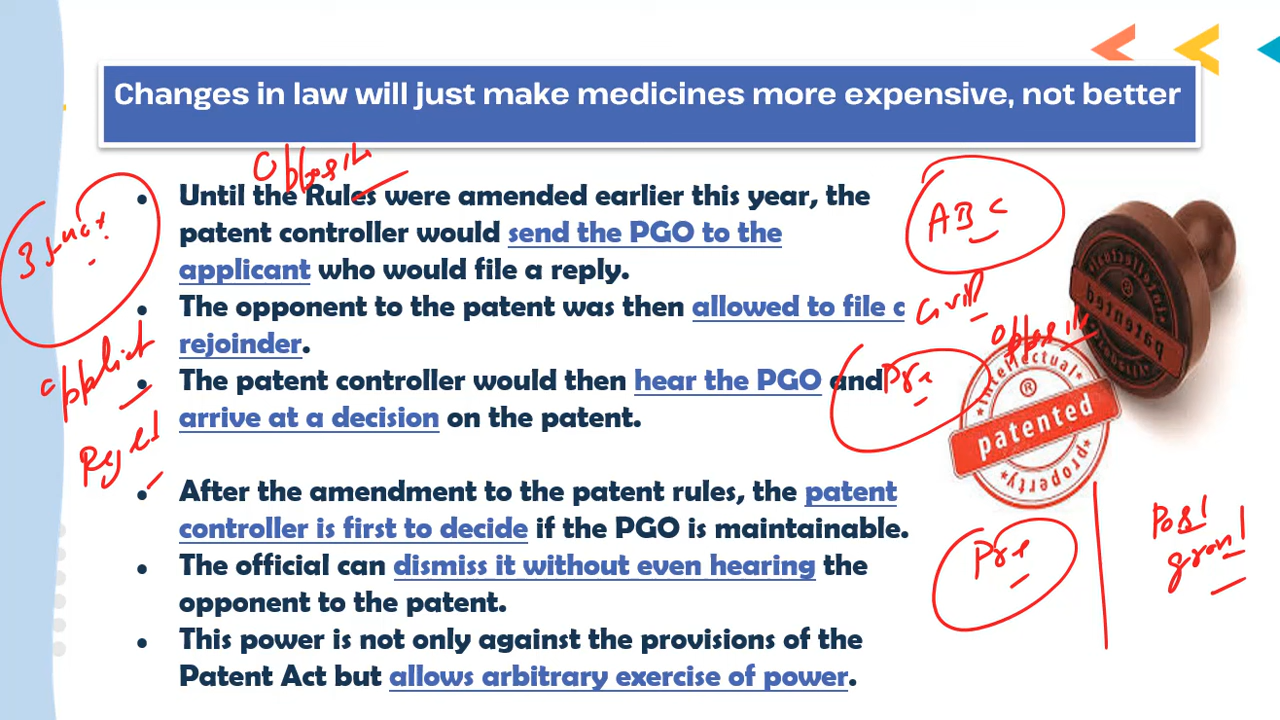 Changes in law will just make medicines more expensive, not better
• Until the Rules were amended earlier this year, the
patent controller would send the PGO to the
applicant who would file a reply.
• The opponent to the patent was then allowed to file a
rejoinder.
• The patent controller would then hear the PGO and
arrive at a decision on the patent.
• After the amendment to the patent rules, the patent
controller is first to decide if the PGO is maintainable.
• The official can dismiss it without even hearing the
opponent to the patent.
• This power is not only against the provisions of the
Patent Act but allows arbitrary exercise of power.
ABC
Pre
intellectual
®
patented
property
patented
®
Pre
Post
grant